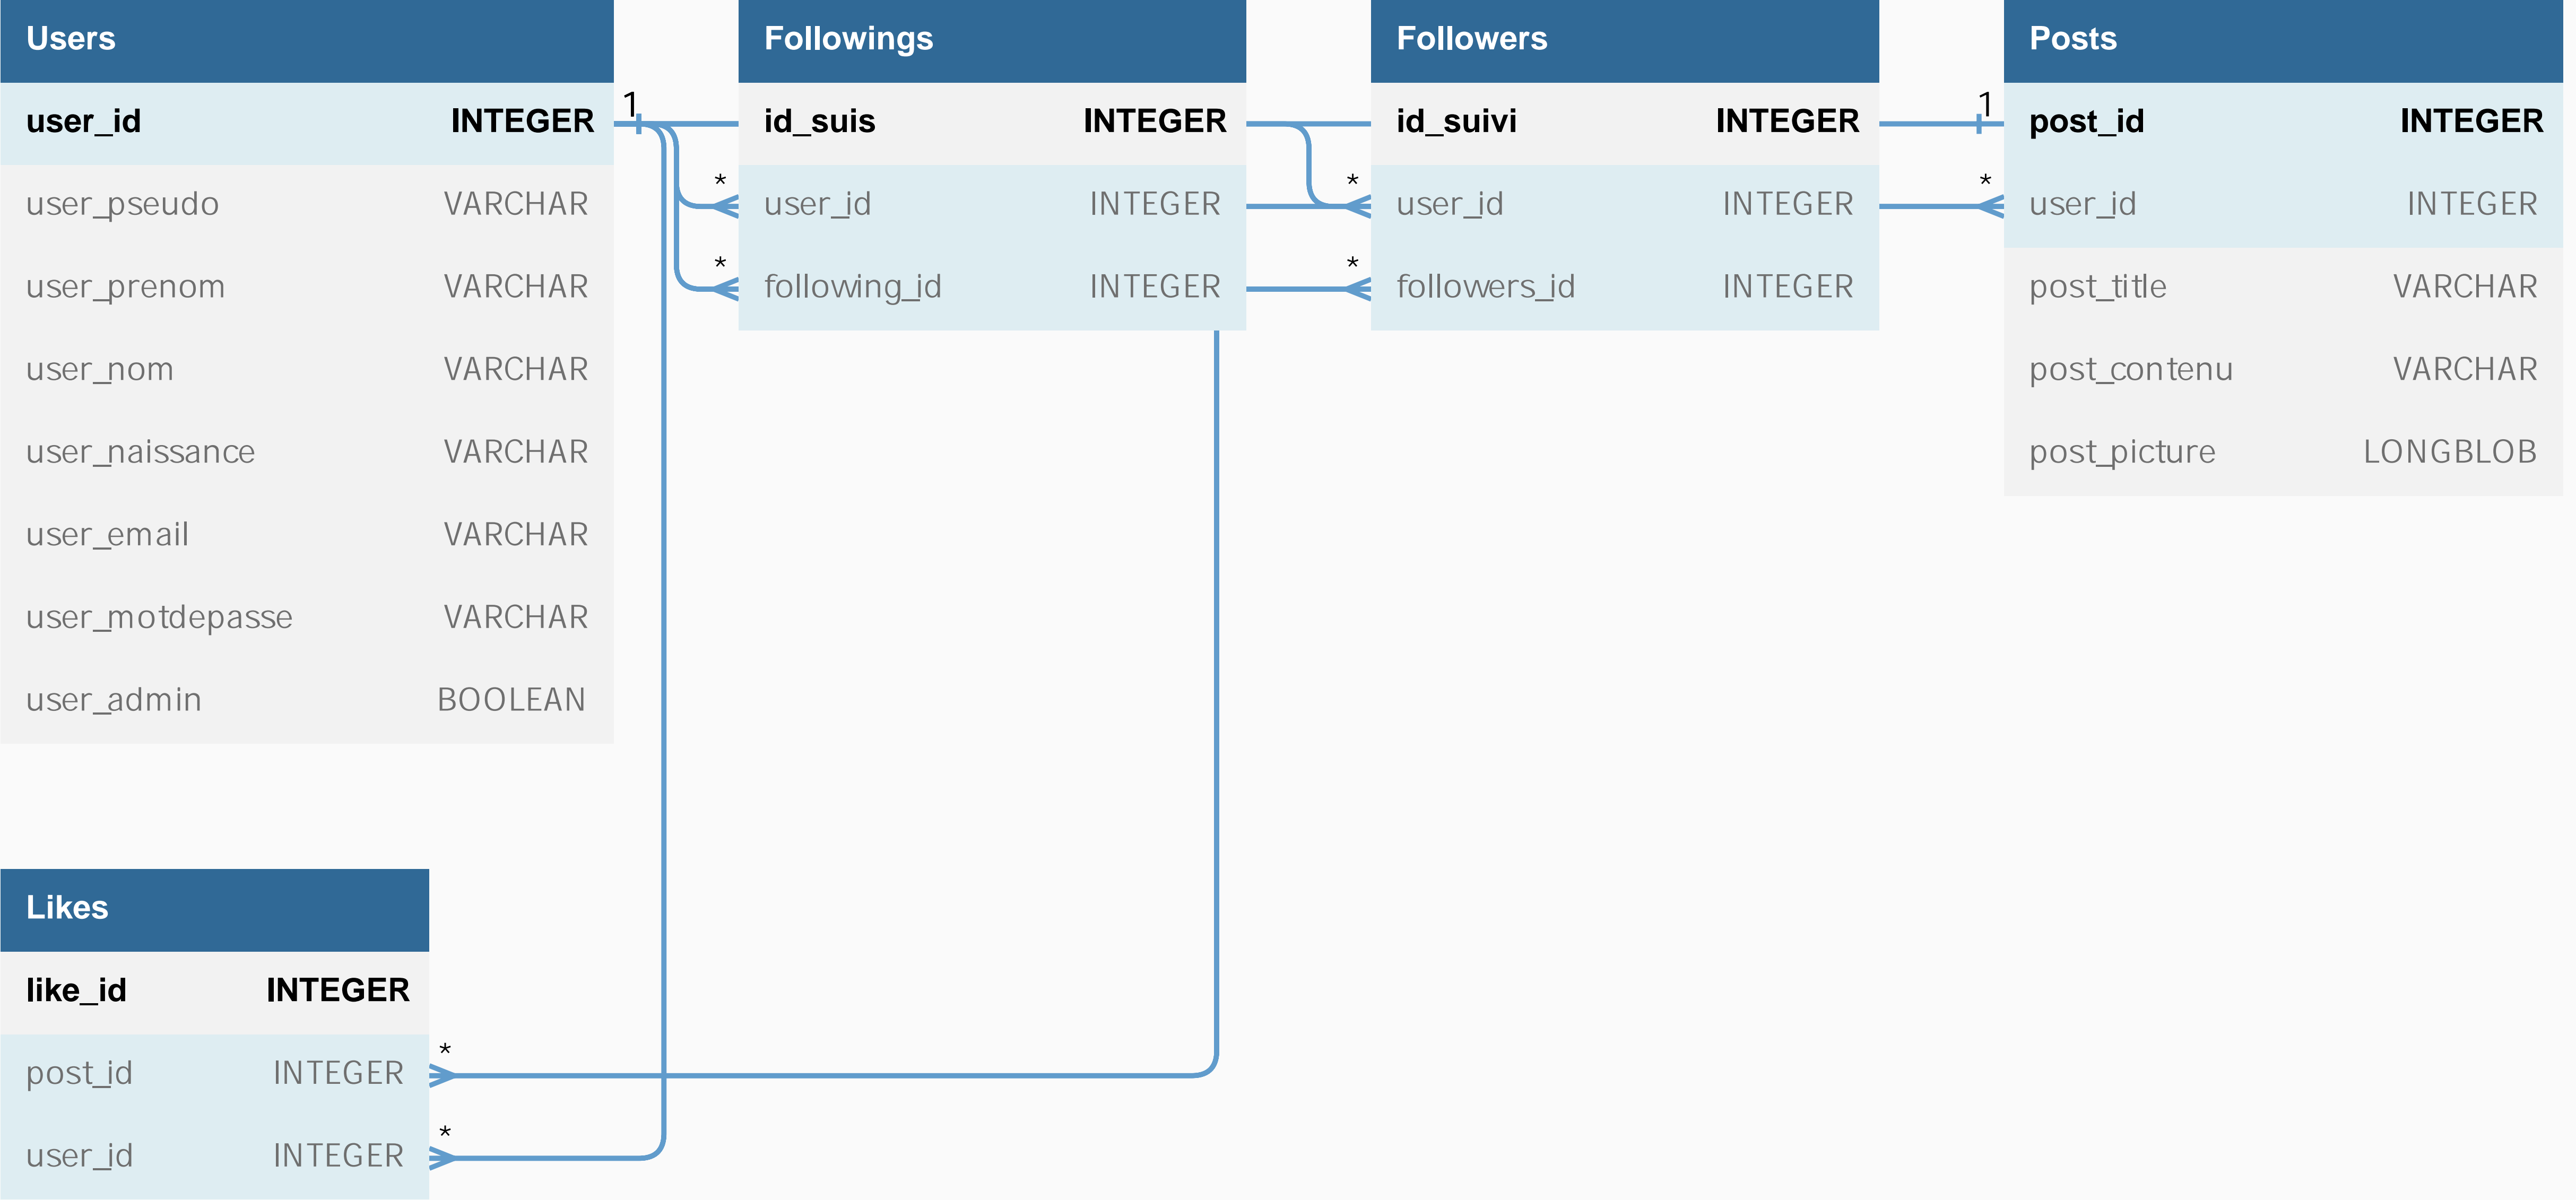 Users
user_id INTEGER
user_pseudo VARCHAR
user_prenom VARCHAR
user_nom VARCHAR
user_naissance VARCHAR
user_email VARCHAR
user_motdepasse VARCHAR
user_admin BOOLEAN
1
*
*
Followings
id_suis INTEGER
user_id INTEGER
following_id INTEGER
*
*
Followers
id_suivi INTEGER
user_id INTEGER
followers_id INTEGER
1
*
Posts
post_id INTEGER
user_id INTEGER
post_title VARCHAR
post_contenu VARCHAR
post_picture LONGBLOB
Likes
like_id INTEGER
post_id INTEGER
user_id INTEGER
*
*